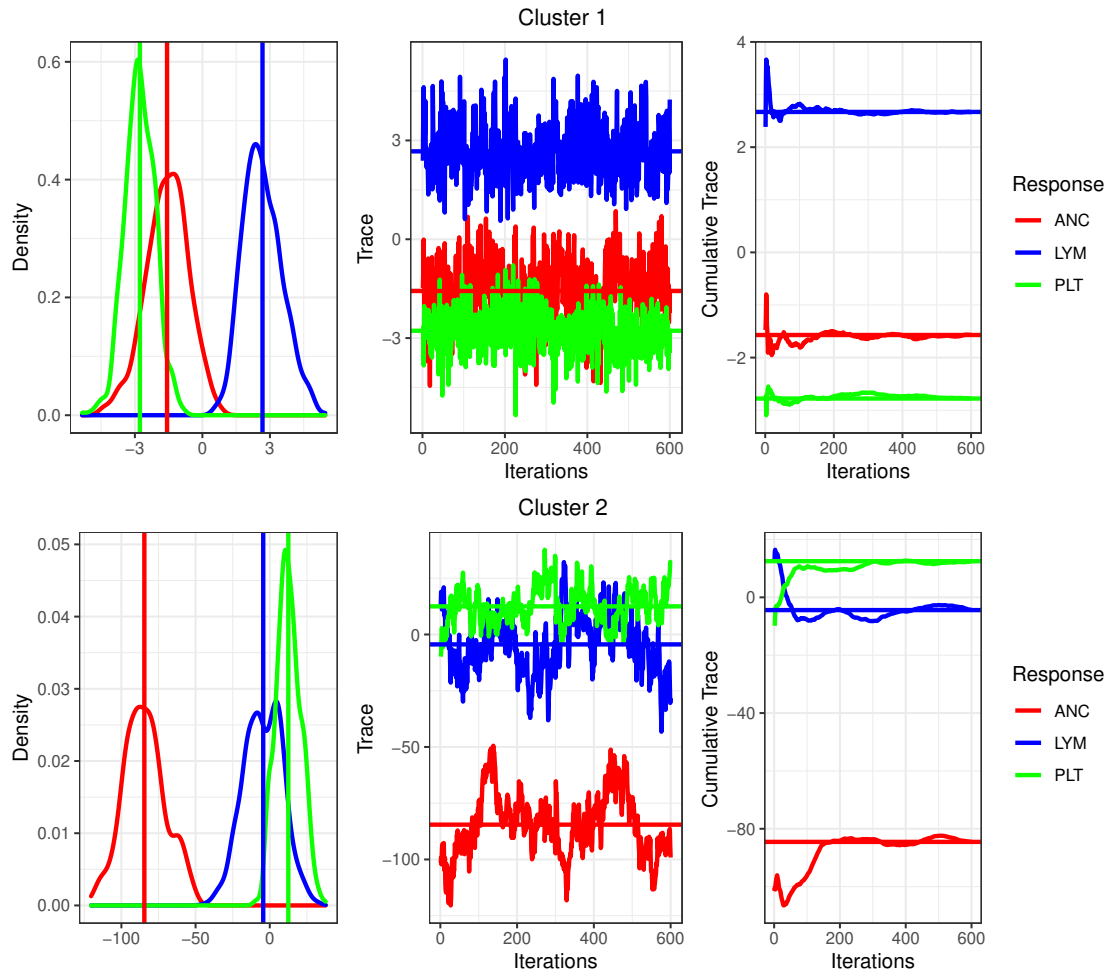 Cluster 1
Density
0.6
0.4
0.2
0.0
−3 0 3
Trace
3
0
−3
0 200 400 600
Iterations
Cumulative Trace
4
2
0
−2
0 200 400 600
Iterations
Response
ANC
LYM
PLT
Cluster 2
Density
0.05
0.04
0.03
0.02
0.01
0.00
−100 −50 0
Trace
0
−50
−100
0 200 400 600
Iterations
Cumulative Trace
0
−40
−80
0 200 400 600
Iterations
Response
ANC
LYM
PLT